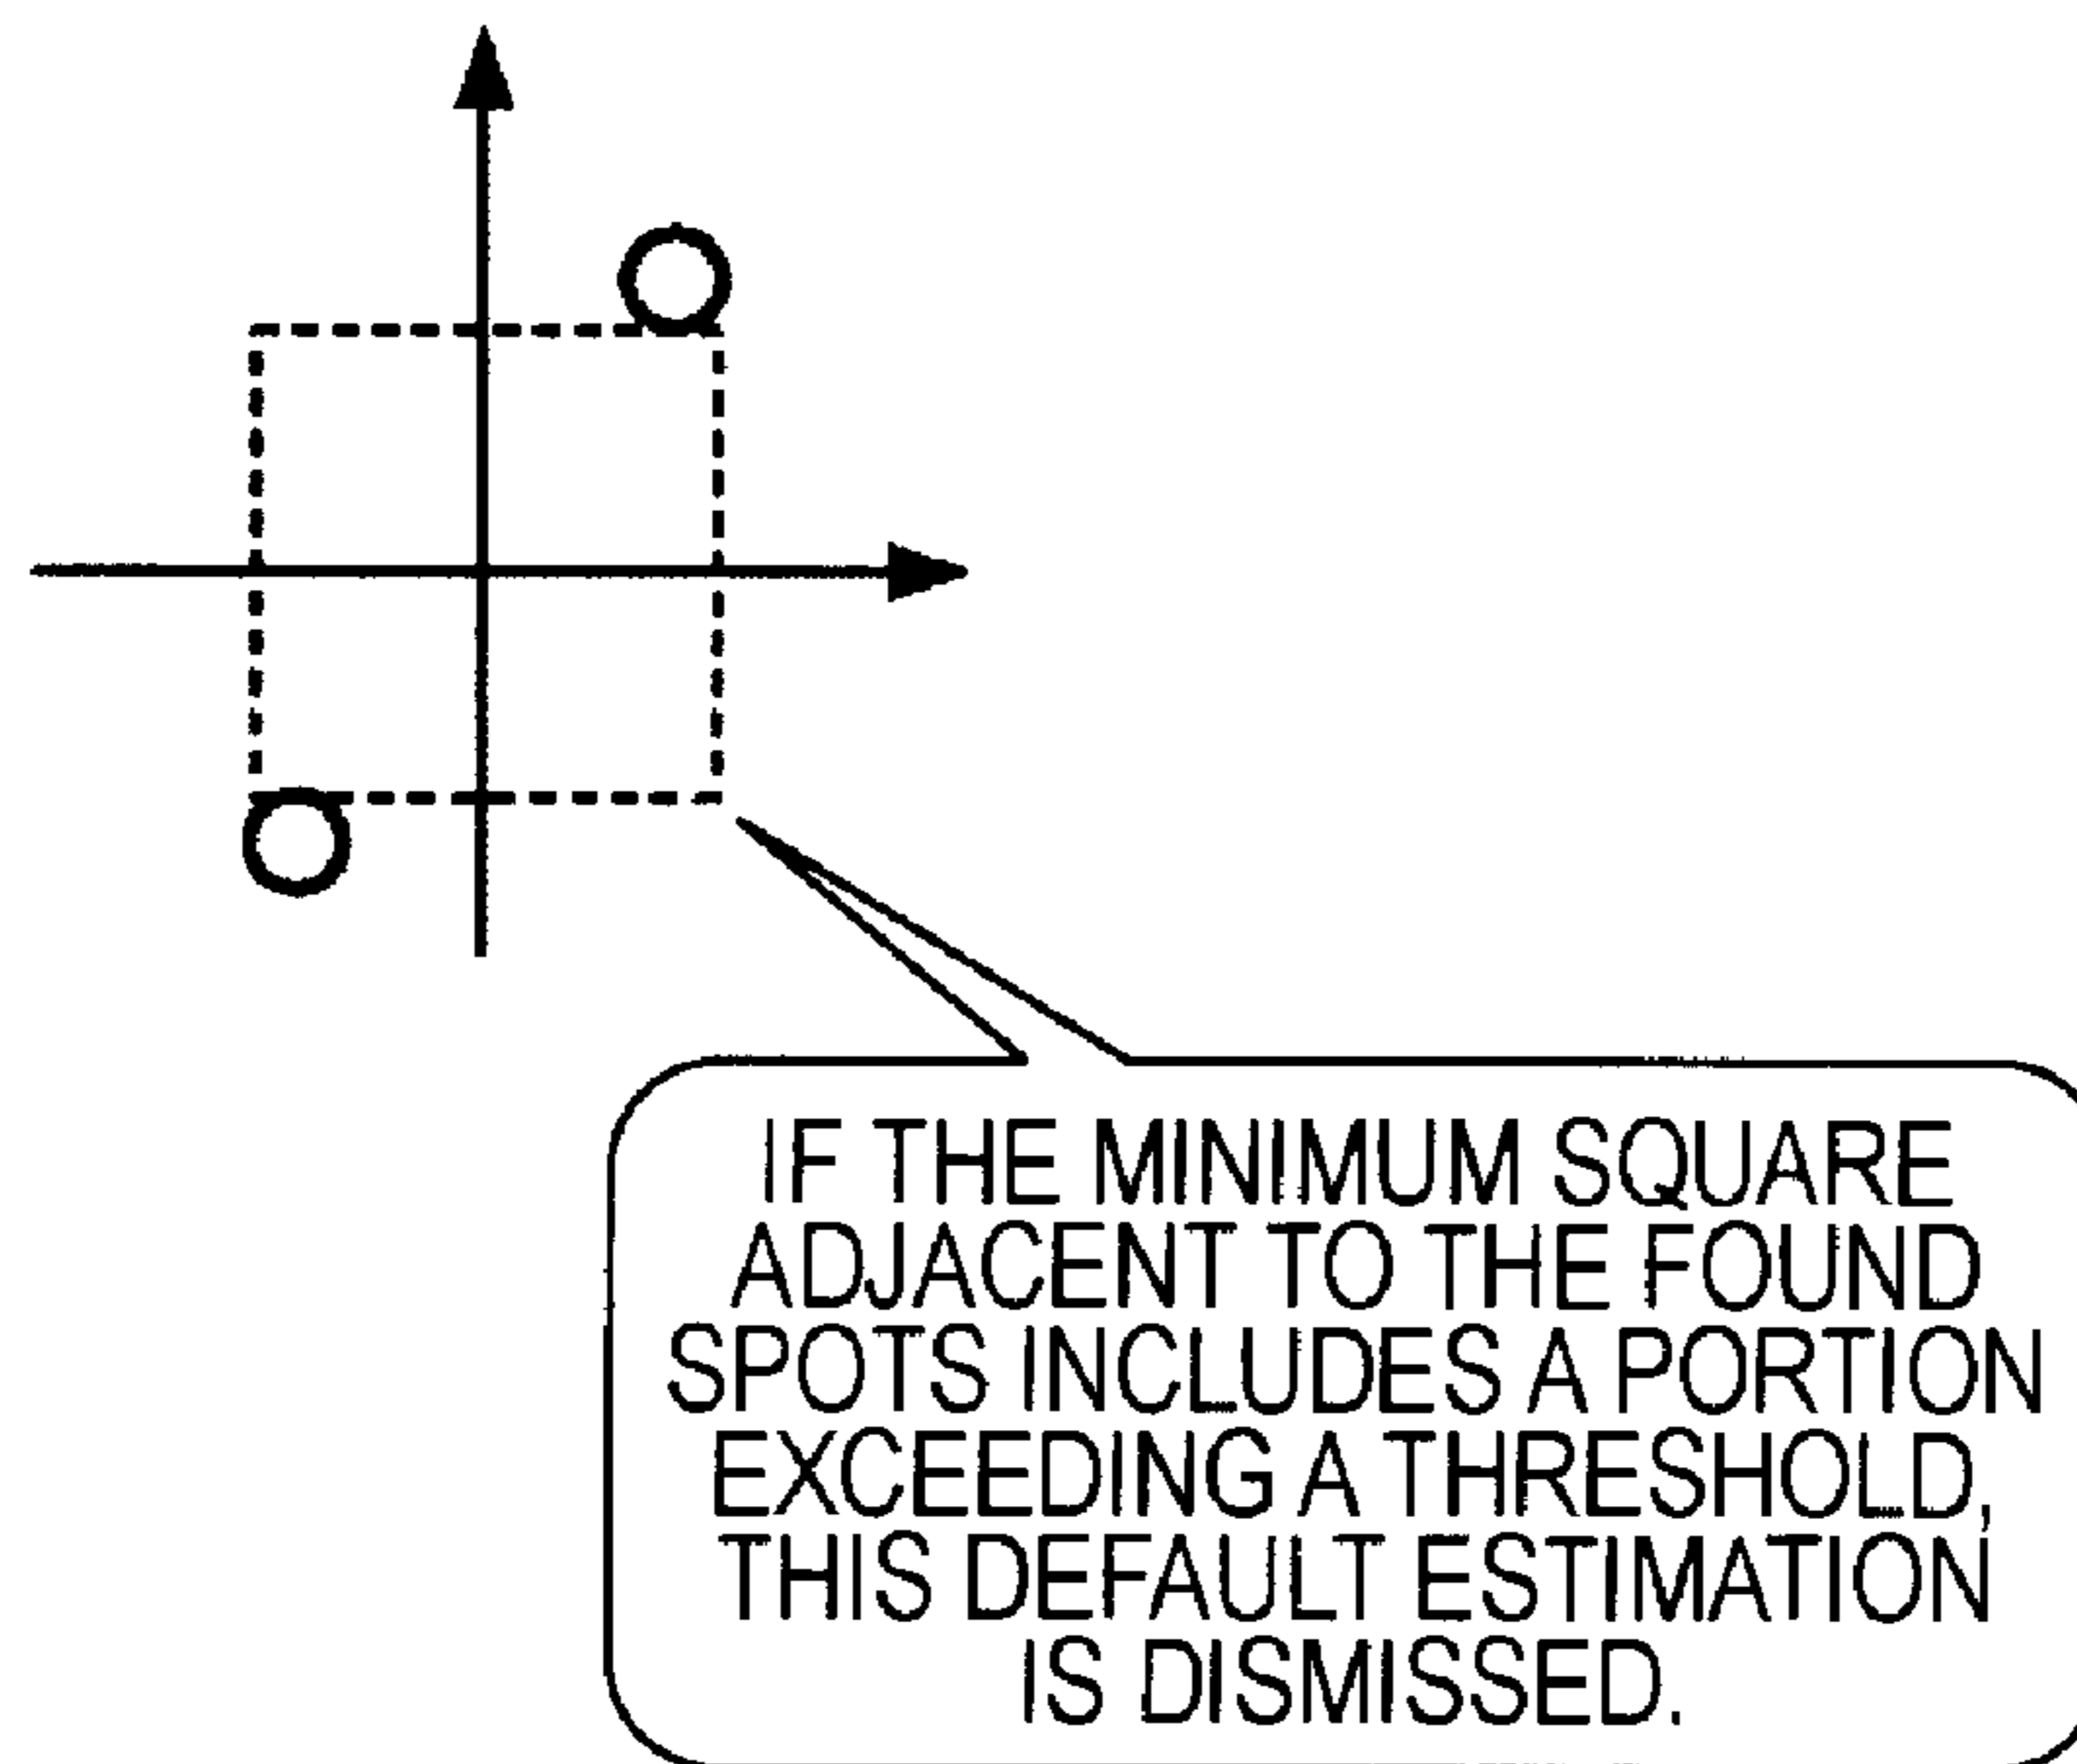 IF THE MINIMUM SQUARE
ADJACENT TO THE FOUND
SPOTS INCLUDES A PORTION
EXCEEDING A THRESHOLD,
THIS DEFAULT ESTIMATION
IS DISMISSED.